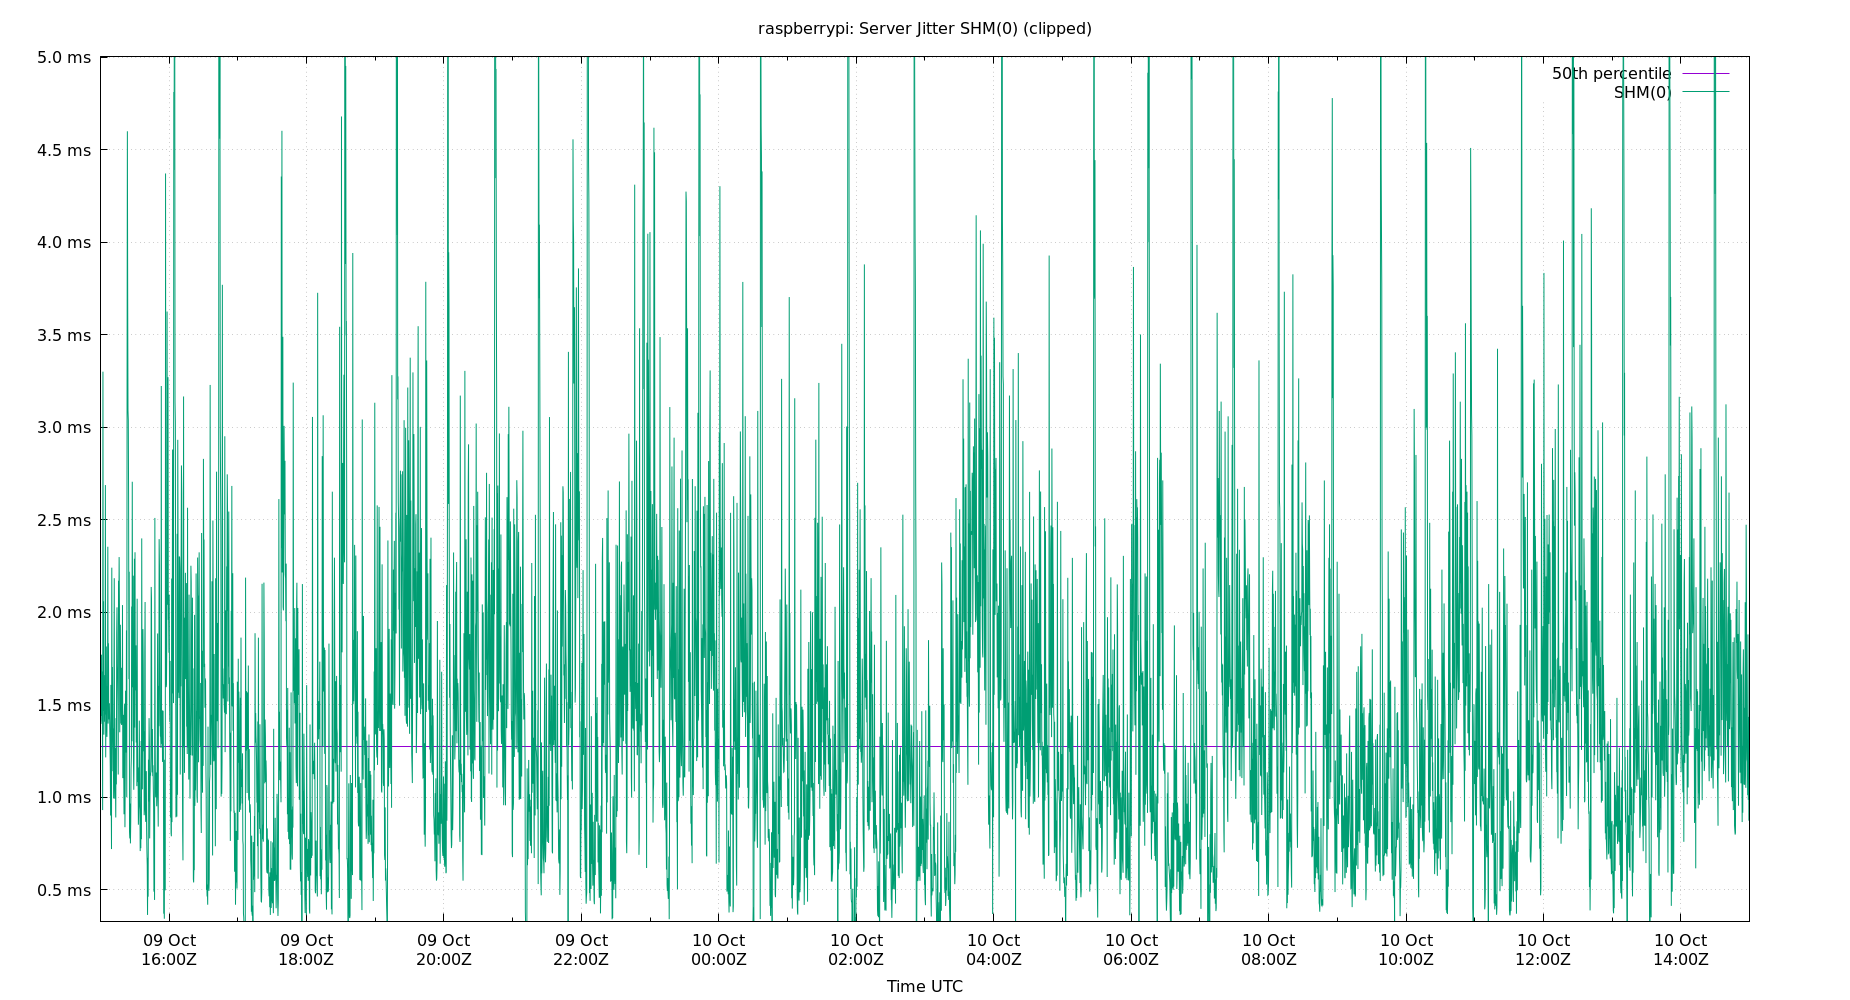 raspberrypi: Server Jitter SHM(0) (clipped)
5.0 ms
50th percentile
SHM(0)
4.5 ms
4.0 ms
3.5 ms
3.0 ms
2.5 ms
2.0 ms
1.5 ms
1.0 ms
0.5 ms
09 Oct 09 Oct 09 Oct 09 Oct 10 Oct 10 Oct 10 Oct 10 Oct 10 Oct 10 Oct 10 Oct 10 Oct
16:00Z 18:00Z 20:00Z 22:00Z 00:00Z 02:00Z 04:00Z 06:00Z 08:00Z 10:00Z 12:00Z 14:00Z
Time UTC